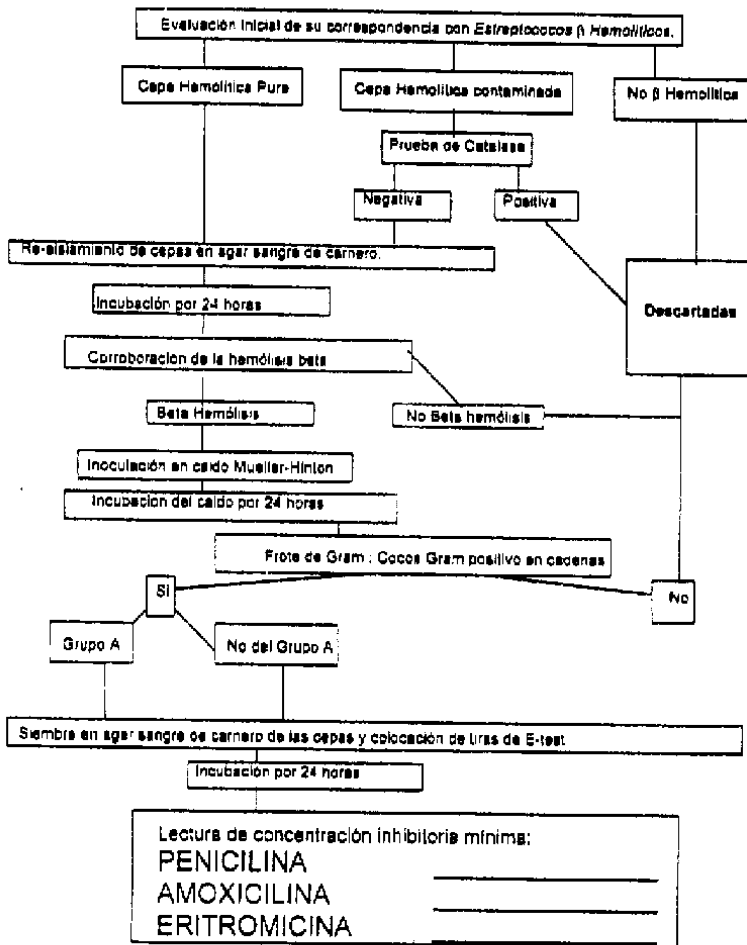 Evaluación Inicial de su correspondencia con Estreptococos β Hemolíticos.
Cepa Hemolítica Pura
Cepa Hemolítica contaminada
No β Hemolítica
Prueba de Catalasa
Negativa
Positiva
Re-aislamiento de cepas en agar sangre de carnero.
Incubación por 24 horas
Descartadas
Corroboracion de la hemólisis beta
Beta Hemólisis
No Beta hemólisis
Inoculación en caldo Mueller-Hinton
Incubacion del caldo por 24 horas
Frote de Gram : Cocos Gram positivo en cadenas
Si
No
Grupo A
No del Grupo A
Siembra en agar sangre de carnero de las cepas y colocación de tiras de E-test
Incubación por 24 horas
Lectura de concentración inhibitoria mínima:
PENICILINA
AMOXICILINA
ERITROMICINA